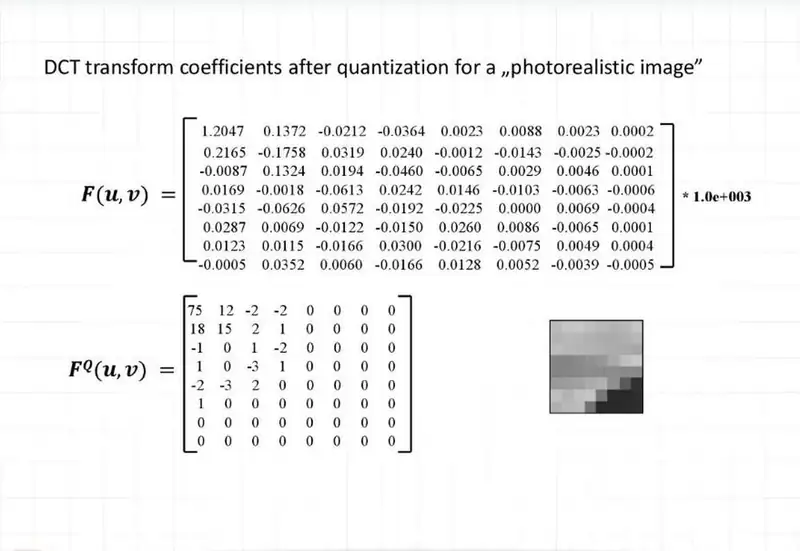 DCT transform coefficients after quantization for a „photorealistic image”
1.2047 0.1372 -0.0212 -0.0364 0.0023 0.0088 0.0023 0.0002
0.2165 -0.1758 0.0319 0.0240 -0.0012 -0.0143 -0.0025 -0.0002
-0.0087 0.1324 0.0194 -0.0460 -0.0065 0.0029 0.0046 0.0001
F(u,v) = 0.0169 -0.0018 -0.0613 0.0242 0.0146 -0.0103 -0.0063 -0.0006 * 1.0e+003
-0.0315 -0.0626 0.0572 -0.0192 -0.0225 0.0000 0.0069 -0.0004
0.0287 0.0069 -0.0122 -0.0150 0.0260 0.0086 -0.0065 0.0001
0.0123 0.0115 -0.0166 0.0300 -0.0216 -0.0075 0.0049 0.0004
-0.0005 0.0352 0.0060 -0.0166 0.0128 0.0052 -0.0039 -0.0005
75 12 -2 -2 0 0 0 0
18 15 2 1 0 0 0 0
-1 0 1 -2 0 0 0 0
F^Q(u,v) = 1 0 -3 1 0 0 0 0
-2 -3 2 0 0 0 0 0
1 0 0 0 0 0 0 0
0 0 0 0 0 0 0 0
0 0 0 0 0 0 0 0